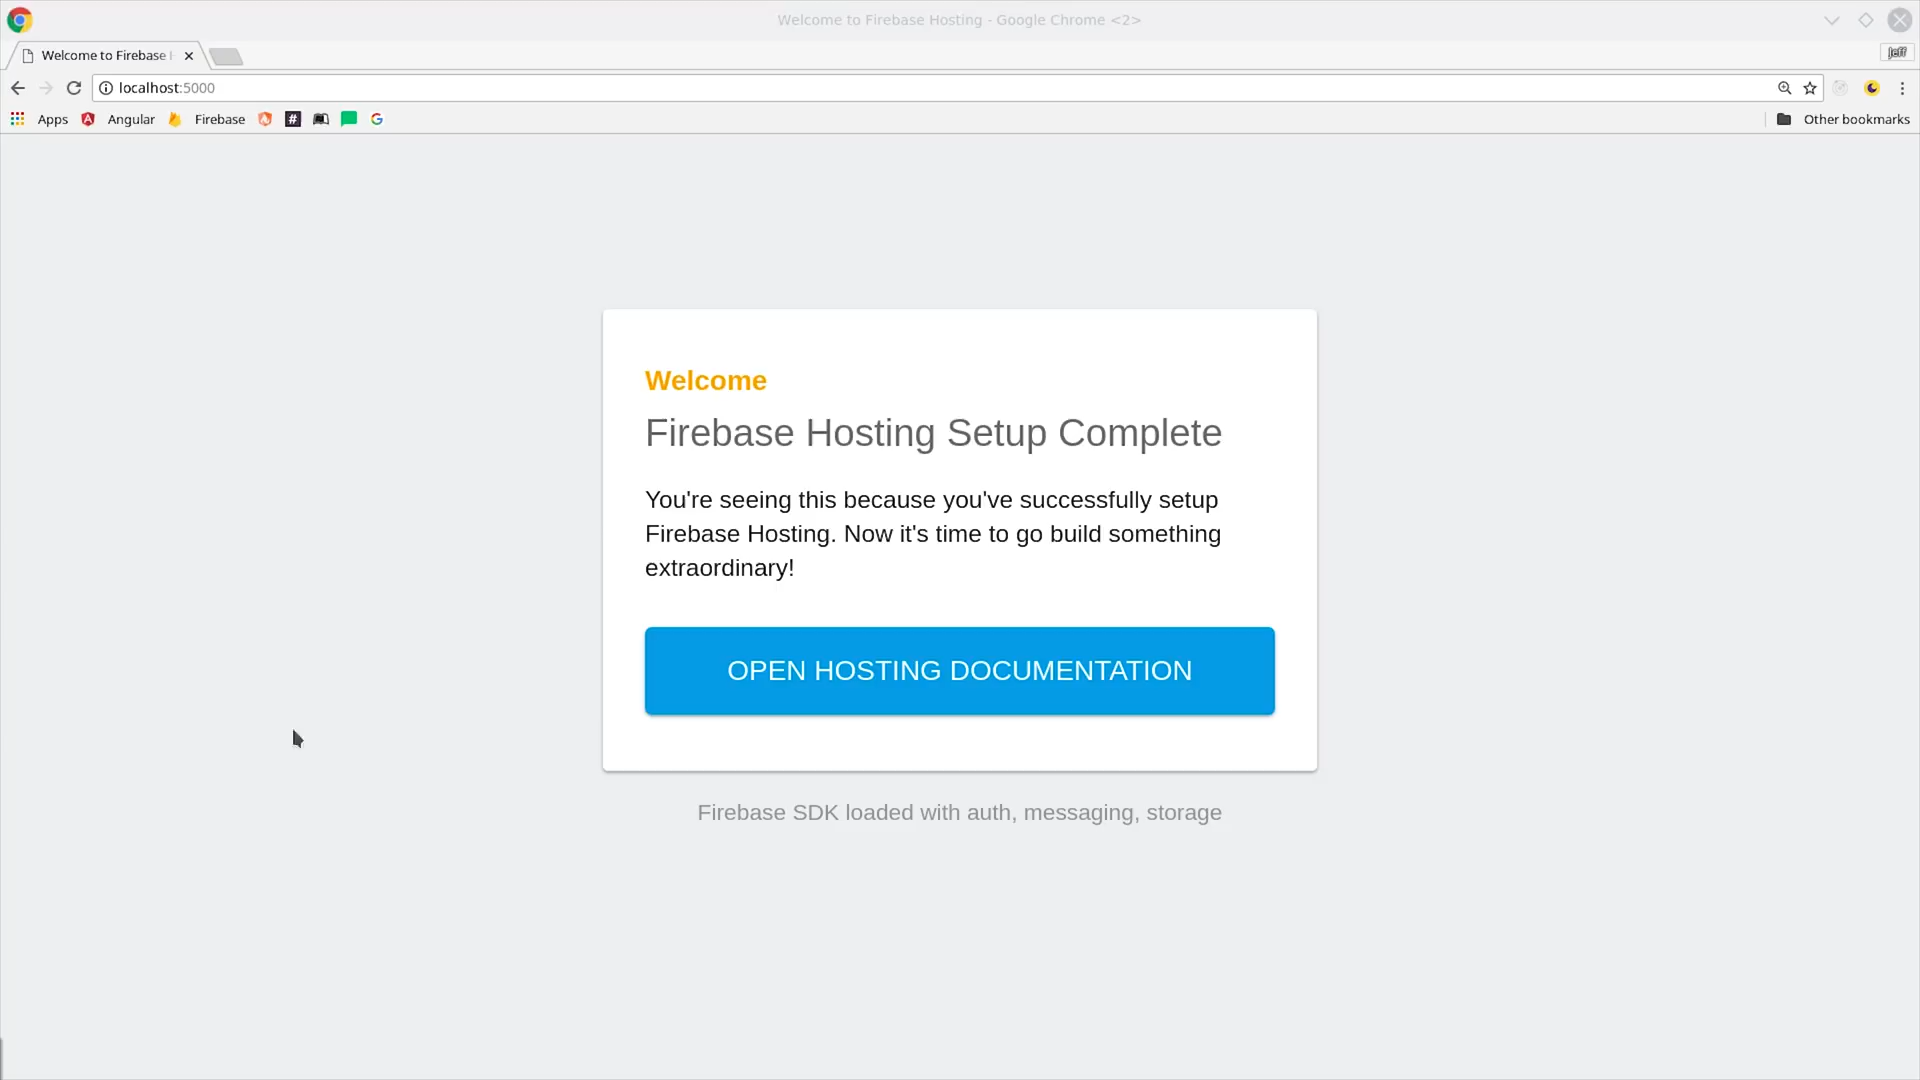 Welcome to Firebase Hosting - Google Chrome <2>
Welcome to Firebase
Jeff
localhost:5000
Apps
Angular
Firebase
#
Other bookmarks
Welcome
Firebase Hosting Setup Complete
You're seeing this because you've successfully setup
Firebase Hosting. Now it's time to go build something
extraordinary!
OPEN HOSTING DOCUMENTATION
Firebase SDK loaded with auth, messaging, storage